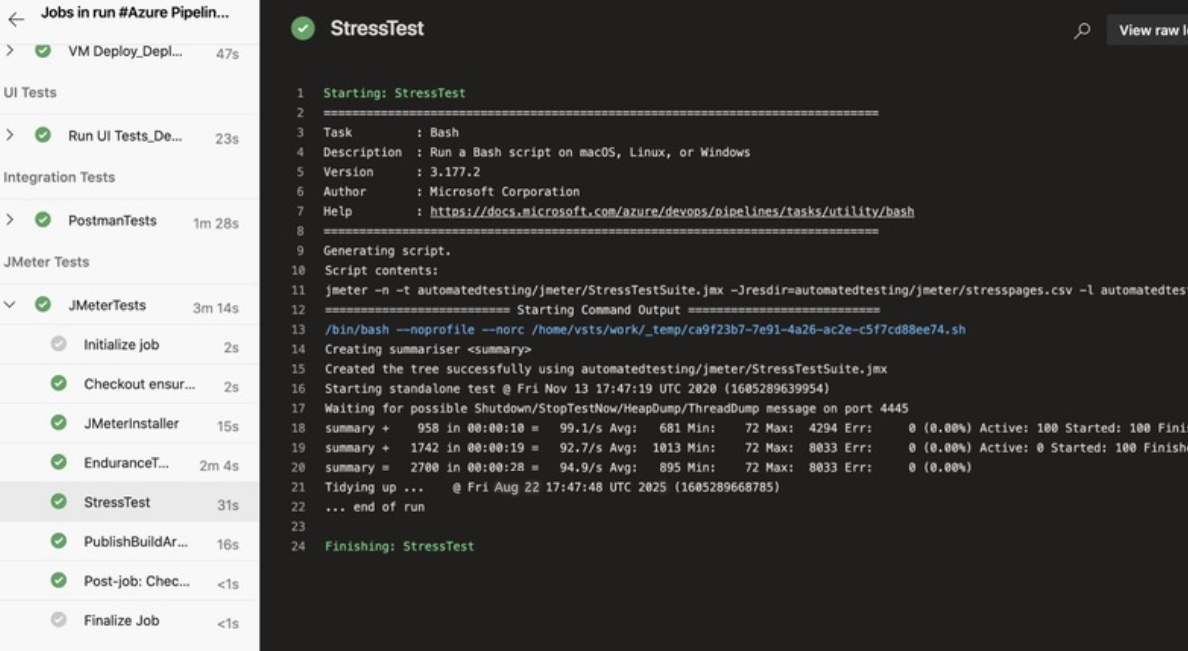 Jobs in run #Azure Pipelin...
VM Deploy_Depl... 47s
UI Tests
Run UI Tests_De... 23s
Integration Tests
PostmanTests 1m 28s
JMeter Tests
JMeterTests 3m 14s
Initialize job 2s
Checkout ensur... 2s
JMeterInstaller 15s
EnduranceT... 2m 4s
StressTest 31s
PublishBuildAr... 16s
Post-job: Chec... <1s
Finalize Job <1s
StressTest
View raw l
1 Starting: StressTest
2 ==============================================================================
3 Task : Bash
4 Description : Run a Bash script on macOS, Linux, or Windows
5 Version : 3.177.2
6 Author : Microsoft Corporation
7 Help : https://docs.microsoft.com/azure/devops/pipelines/tasks/utility/bash
8 ==============================================================================
9 Generating script.
10 Script contents:
11 jmeter -n -t automatedtesting/jmeter/StressTestSuite.jmx -Jresdir=automatedtesting/jmeter/stresspages.csv -l automatedtest
12 ========================== Starting Command Output ===========================
13 /bin/bash --noprofile --norc /home/vsts/work/_temp/ca9f23b7-7e91-4a26-ac2e-c5f7cd88ee74.sh
14 Creating summariser <summary>
15 Created the tree successfully using automatedtesting/jmeter/StressTestSuite.jmx
16 Starting standalone test @ Fri Nov 13 17:47:19 UTC 2020 (1605289639954)
17 Waiting for possible Shutdown/StopTestNow/HeapDump/ThreadDump message on port 4445
18 summary + 958 in 00:00:10 = 99.1/s Avg: 681 Min: 72 Max: 4294 Err: 0 (0.00%) Active: 100 Started: 100 Finis
19 summary + 1742 in 00:00:19 = 92.7/s Avg: 1013 Min: 72 Max: 8033 Err: 0 (0.00%) Active: 0 Started: 100 Finish
20 summary = 2700 in 00:00:28 = 94.9/s Avg: 895 Min: 72 Max: 8033 Err: 0 (0.00%)
21 Tidying up ... @ Fri Aug 22 17:47:48 UTC 2025 (1605289668785)
22 ... end of run
23
24 Finishing: StressTest